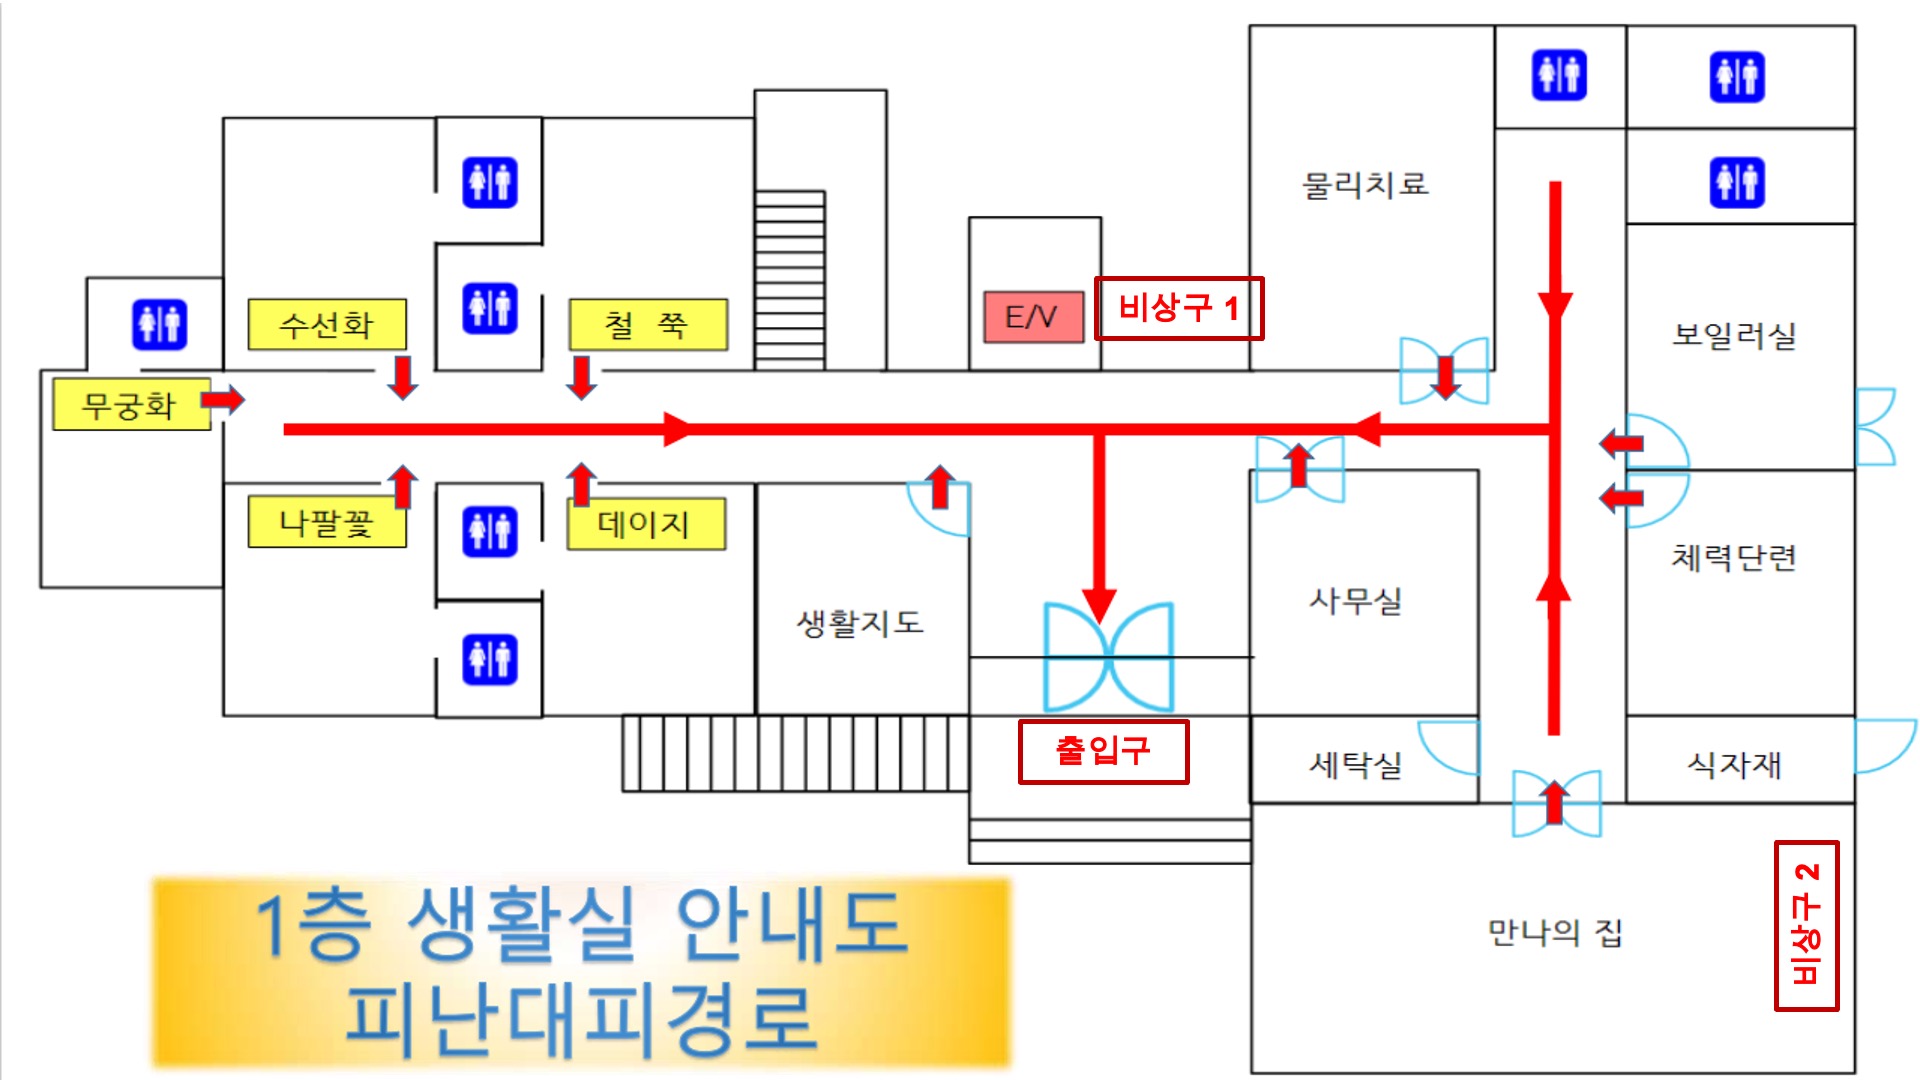 물리치료
수선화
철 쭉
E/V
비상구 1
보일러실
무궁화
나팔꽃
데이지
생활지도
사무실
체력단련
출입구
세탁실
식자재
만나의 집
비상구 2
1층 생활실 안내도
피난대피경로